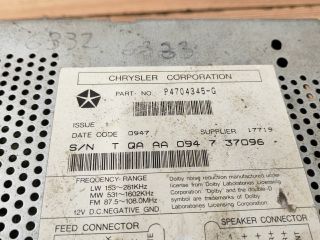 C832
333
CHRYSLER CORPORATION
PART NO. P4704345-G
ISSUE
DATE CODE 0947 SUPPLIER 17719
S/N T QA AA 094 7 37096
FREQUENCY-RANGE
LW 153~281KHz
MW 531~1602KHz
FM 87.5~108.0MHz
12V D.C. NEGATIVE GND
Dolby noise reduction manufactured
under license from Dolby Laboratories Licensing
Corporation. "Dolby" and the double-D
symbol are trademarks of Dolby
Laboratories Licensing Corporation.
FEED CONNECTOR
SPEAKER CONNECTOR